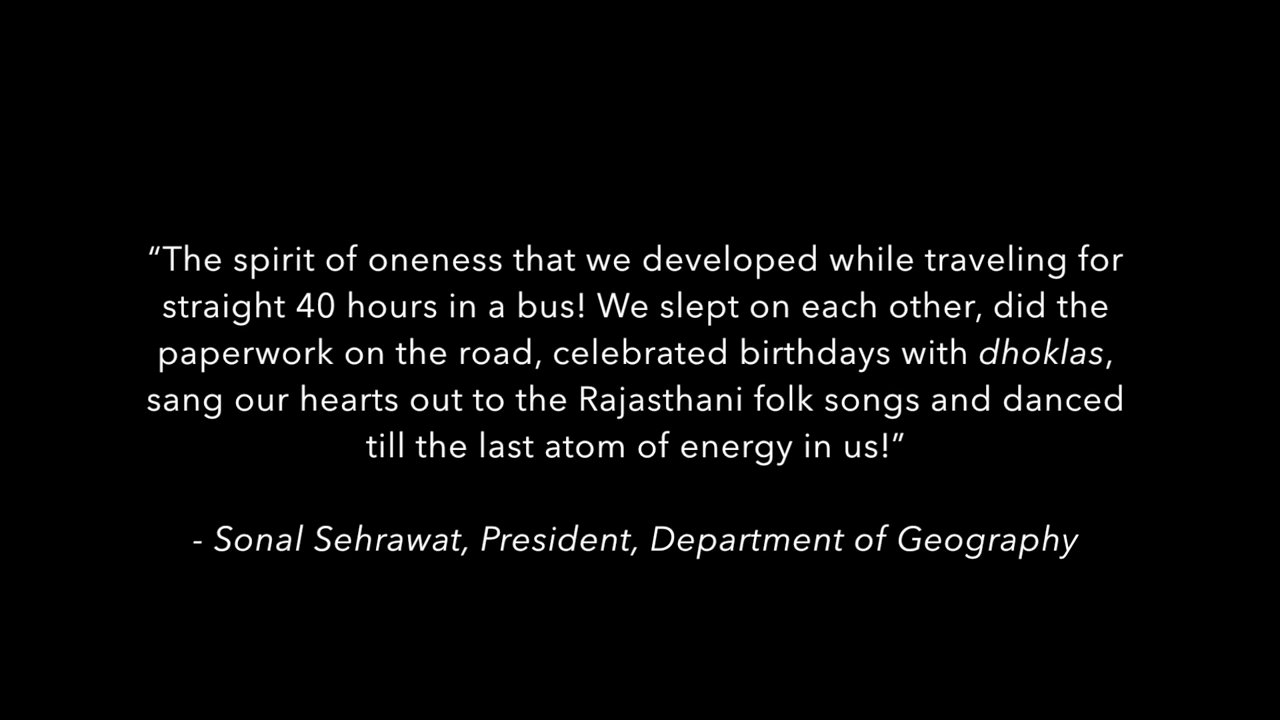 “The spirit of oneness that we developed while traveling for
straight 40 hours in a bus! We slept on each other, did the
paperwork on the road, celebrated birthdays with dhoklas,
sang our hearts out to the Rajasthani folk songs and danced
till the last atom of energy in us!”
- Sonal Sehrawat, President, Department of Geography